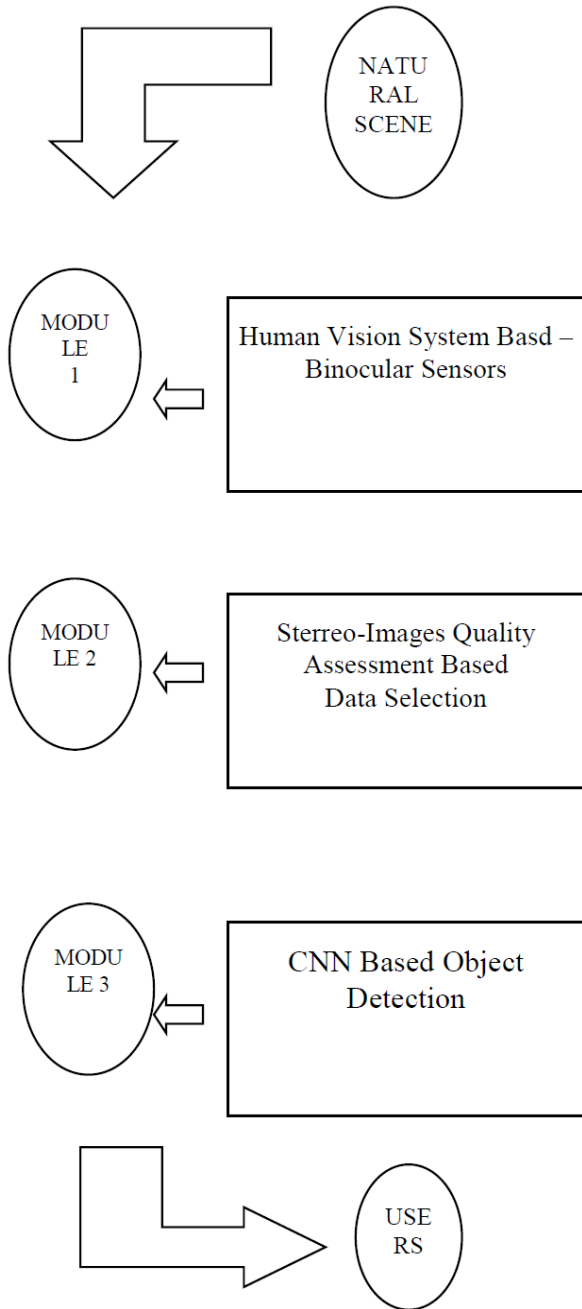 NATU
RAL
SCENE
MODU
LE
1
Human Vision System Basd –
Binocular Sensors
MODU
LE 2
Sterreo-Images Quality
Assessment Based
Data Selection
MODU
LE 3
CNN Based Object
Detection
USE
RS